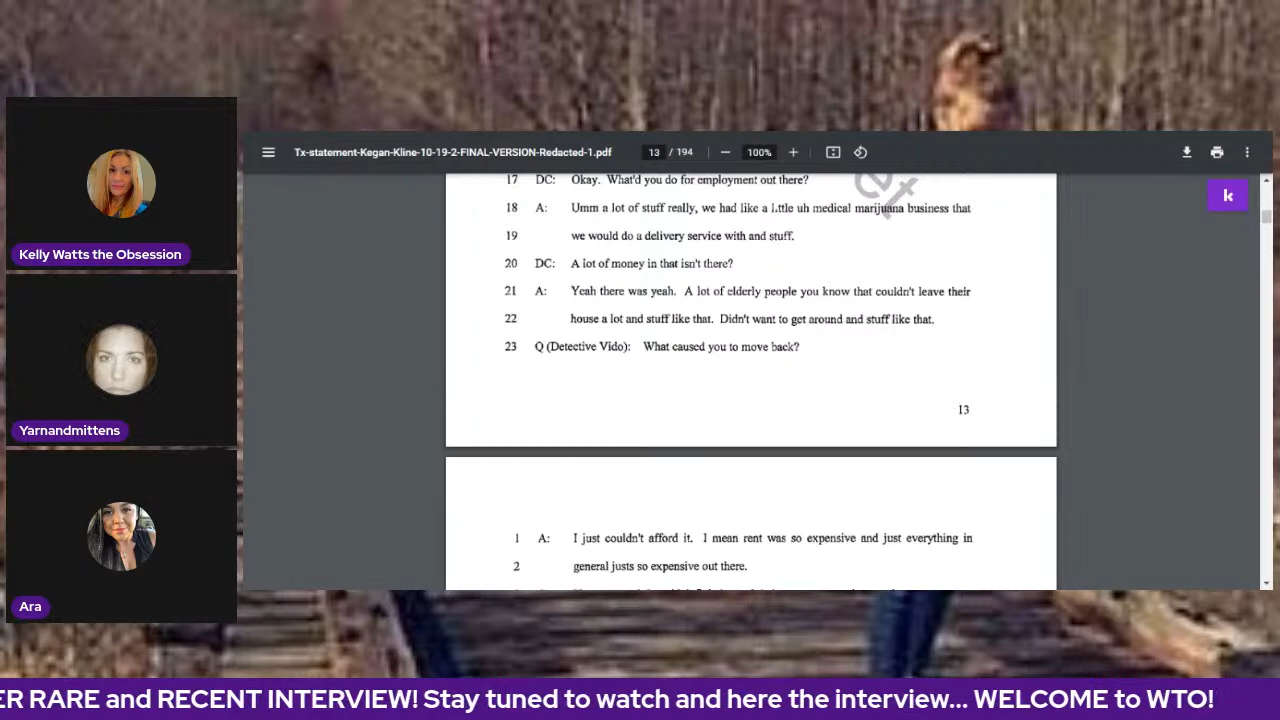 Kelly Watts the Obsession
Yarnandmittens
Ara
Tx-statement-Kegan-Kline-10-19-2-FINAL-VERSION-Redacted-1.pdf 13 / 194 100%
k
et
17 DC: Okay. What'd you do for employment out there?
18 A: Umm a lot of stuff really, we had like a little uh medical marijuana business that
19 we would do a delivery service with and stuff.
20 DC: A lot of money in that isn't there?
21 A: Yeah there was yeah. A lot of elderly people you know that couldn't leave their
22 house a lot and stuff like that. Didn't want to get around and stuff like that.
23 Q (Detective Vido): What caused you to move back?
13
1 A: I just couldn't afford it. I mean rent was so expensive and just everything in
2 general justs so expensive out there.
ER RARE and RECENT INTERVIEW! Stay tuned to watch and here the interview... WELCOME to WTO!